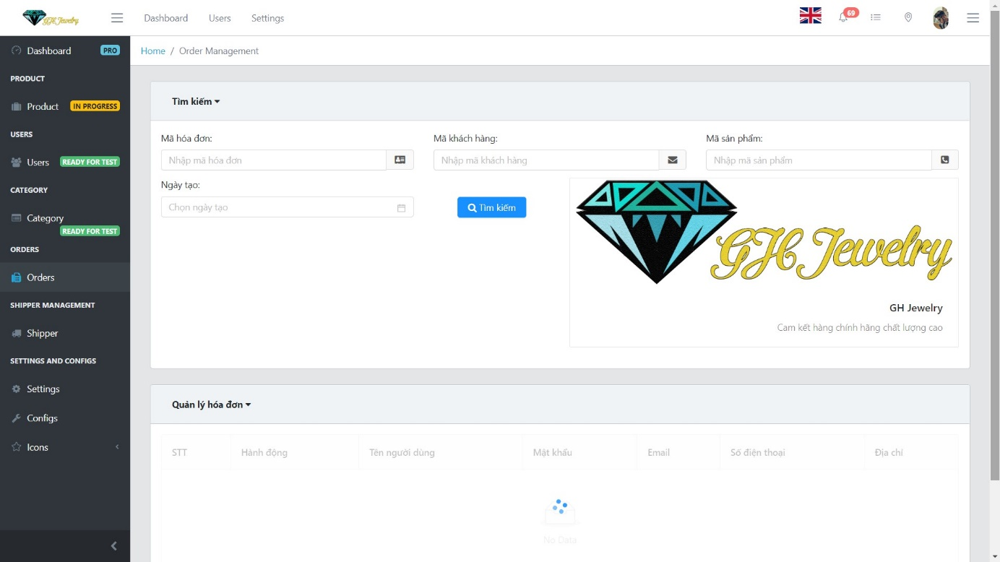 GH Jewelry
Dashboard
Users
Settings
69
Dashboard PRO
PRODUCT
Product IN PROGRESS
USERS
Users READY FOR TEST
CATEGORY
Category
READY FOR TEST
ORDERS
Orders
SHIPPER MANAGEMENT
Shipper
SETTINGS AND CONFIGS
Settings
Configs
Icons
Home / Order Management
Tìm kiếm
Mã hóa đơn:
Nhập mã hóa đơn
Mã khách hàng:
Nhập mã khách hàng
Mã sản phẩm:
Nhập mã sản phẩm
Ngày tạo:
Chọn ngày tạo
Tìm kiếm
GH Jewelry
GH Jewelry
Cam kết hàng chính hãng chất lượng cao
Quản lý hóa đơn
STT Hành động Tên người dùng Mật khẩu Email Số điện thoại Địa chỉ
No Data